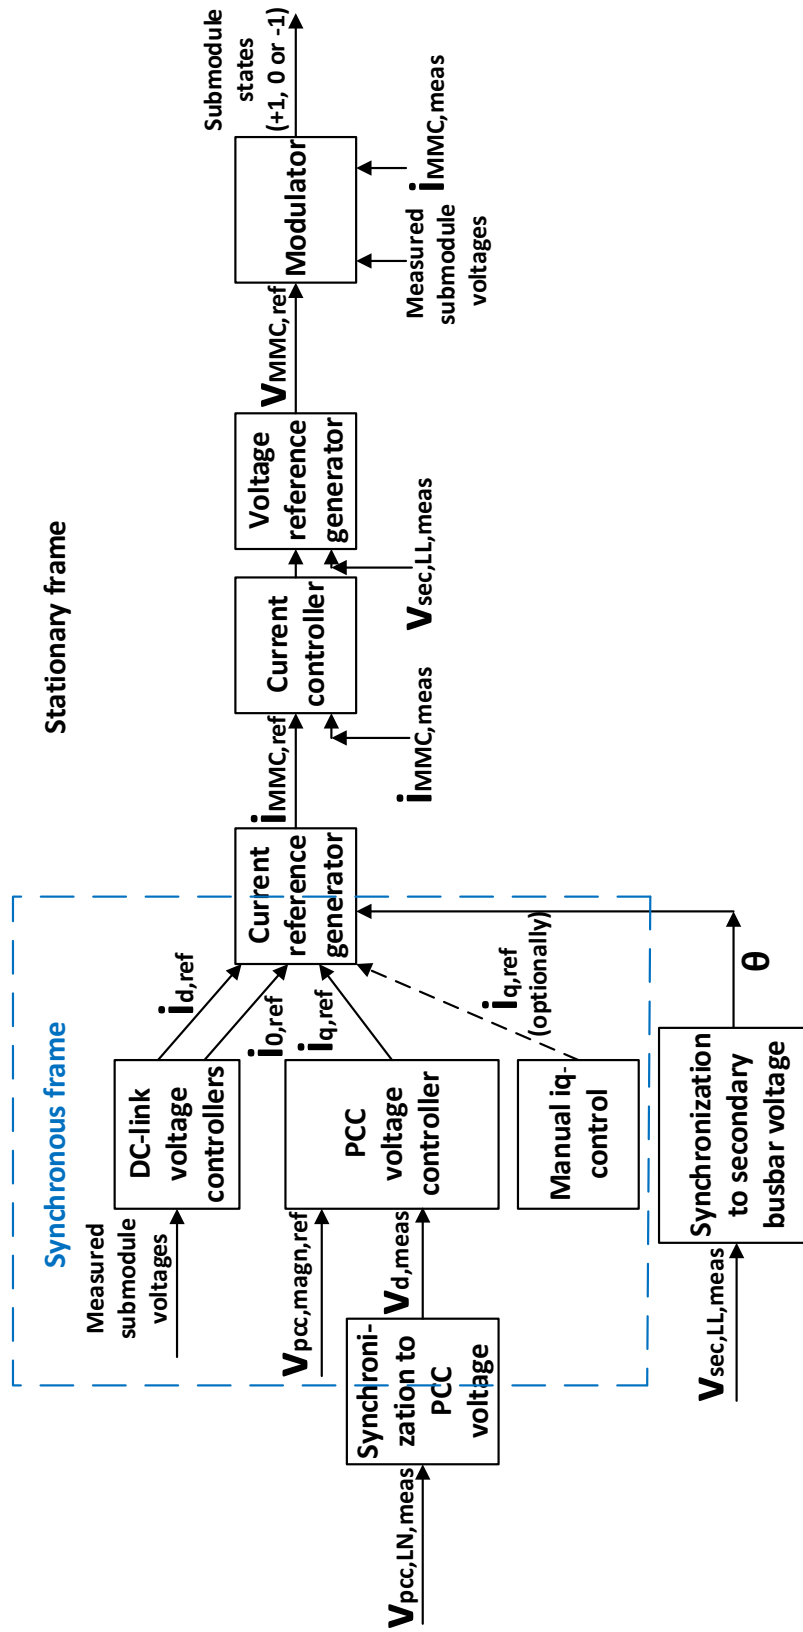 Synchronous frame
Stationary frame
Measured
submodule
voltages
DC-link
voltage
controllers
id,ref
i0,ref
Vpcc,magn,ref
Vpcc,LN,meas
Synchroni-
zation to
PCC
voltage
Vd,meas
PCC
voltage
controller
iq,ref
Manual iq-
control
iq,ref
(optionally)
Vsec,LL,meas
Synchronization
to secondary
busbar voltage
θ
Current
reference
generator
iMMC,ref
iMMC,meas
Current
controller
Vsec,LL,meas
Voltage
reference
generator
VMMC,ref
Measured
submodule
voltages
iMMC,meas
Modulator
Submodule
states
(+1, 0 or -1)